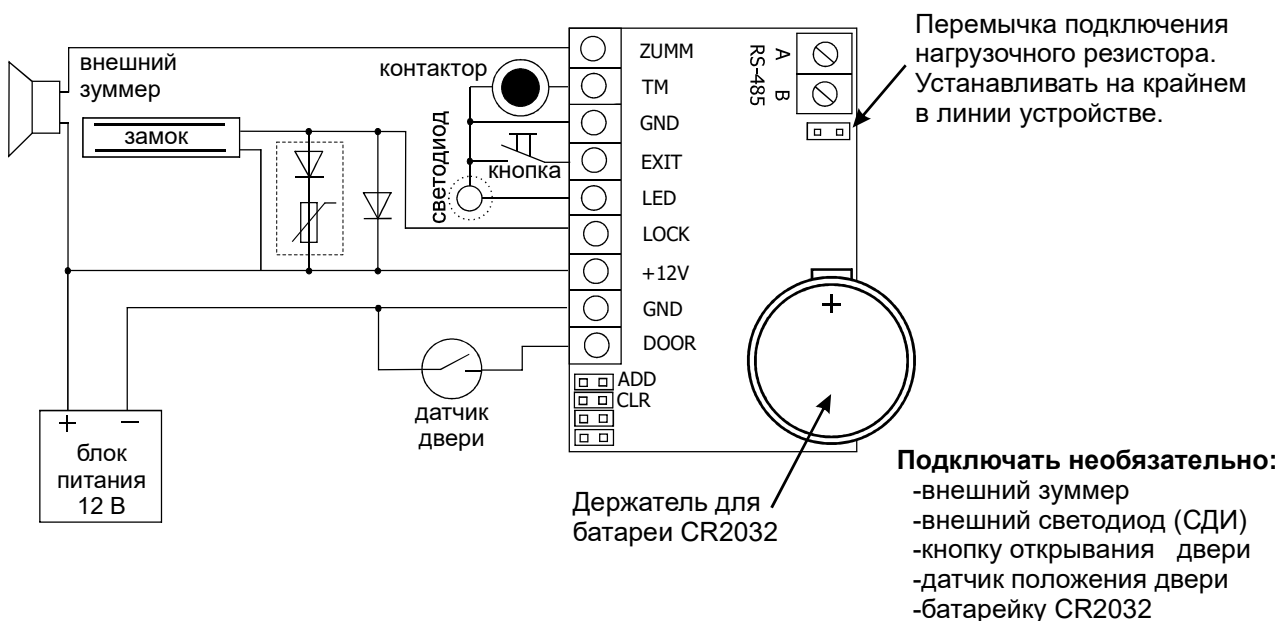 Перемычка подключения
нагрузочного резистора.
Устанавливать на крайнем
в линии устройстве.
внешний
зуммер
замок
контактор
светодиод
кнопка
ZUMM
TM
GND
EXIT
LED
LOCK
+12V
GND
DOOR
ADD
CLR
A
B
RS-485
+
+ −
блок
питания
12 В
датчик
двери
Держатель для
батареи CR2032
Подключать необязательно:
-внешний зуммер
-внешний светодиод (СДИ)
-кнопку открывания двери
-датчик положения двери
-батарейку CR2032